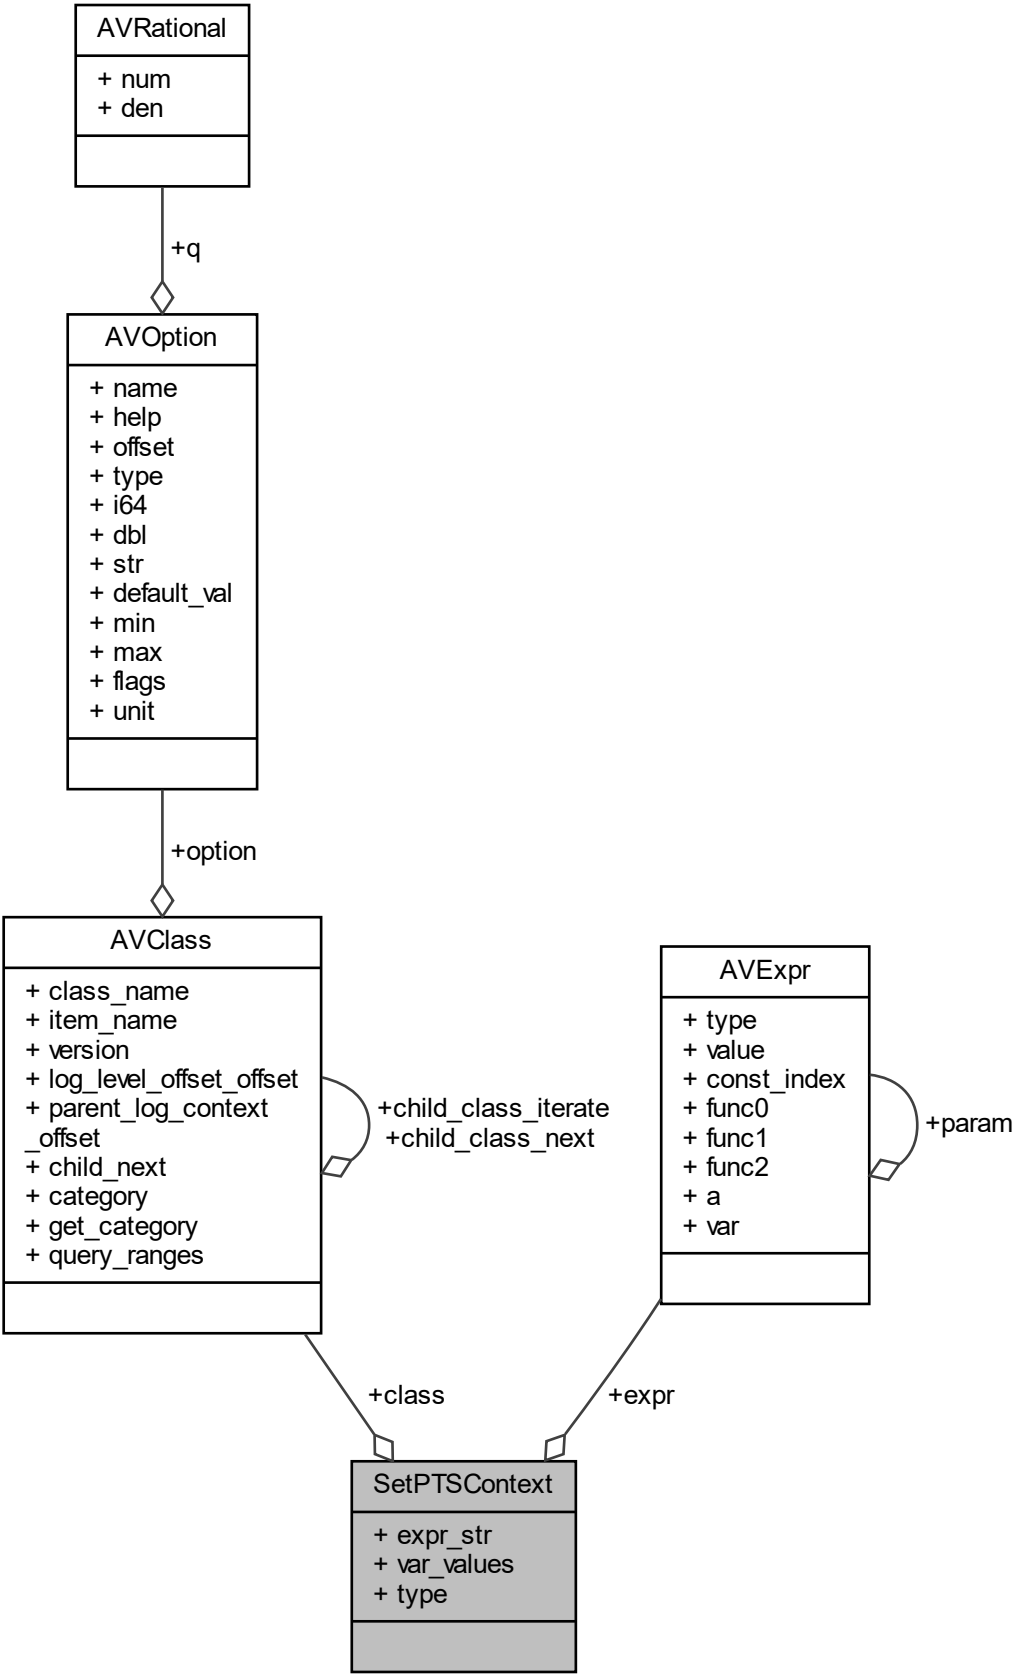 AVRational
+ num
+ den
+q
AVOption
+ name
+ help
+ offset
+ type
+ i64
+ dbl
+ str
+ default_val
+ min
+ max
+ flags
+ unit
+option
AVClass
+ class_name
+ item_name
+ version
+ log_level_offset_offset
+ parent_log_context
_offset
+ child_next
+ category
+ get_category
+ query_ranges
+child_class_iterate
+child_class_next
AVExpr
+ type
+ value
+ const_index
+ func0
+ func1
+ func2
+ a
+ var
+param
+class
+expr
SetPTSContext
+ expr_str
+ var_values
+ type